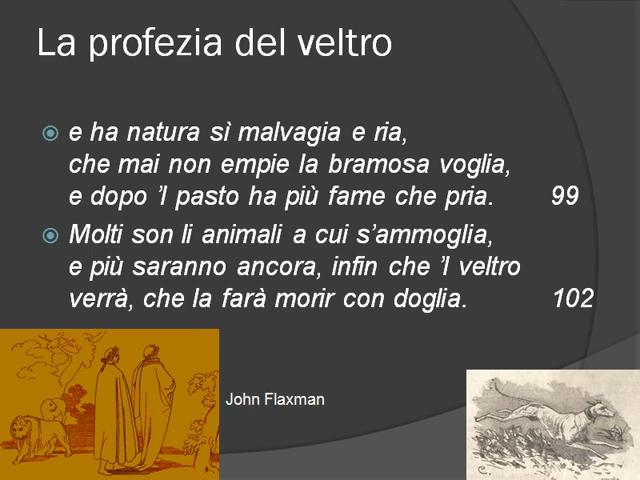 La profezia del veltro
e ha natura sì malvagia e ria,
che mai non empie la bramosa voglia,
e dopo ’l pasto ha più fame che pria. 99
Molti son li animali a cui s’ammoglia,
e più saranno ancora, infin che ’l veltro
verrà, che la farà morir con doglia. 102
John Flaxman